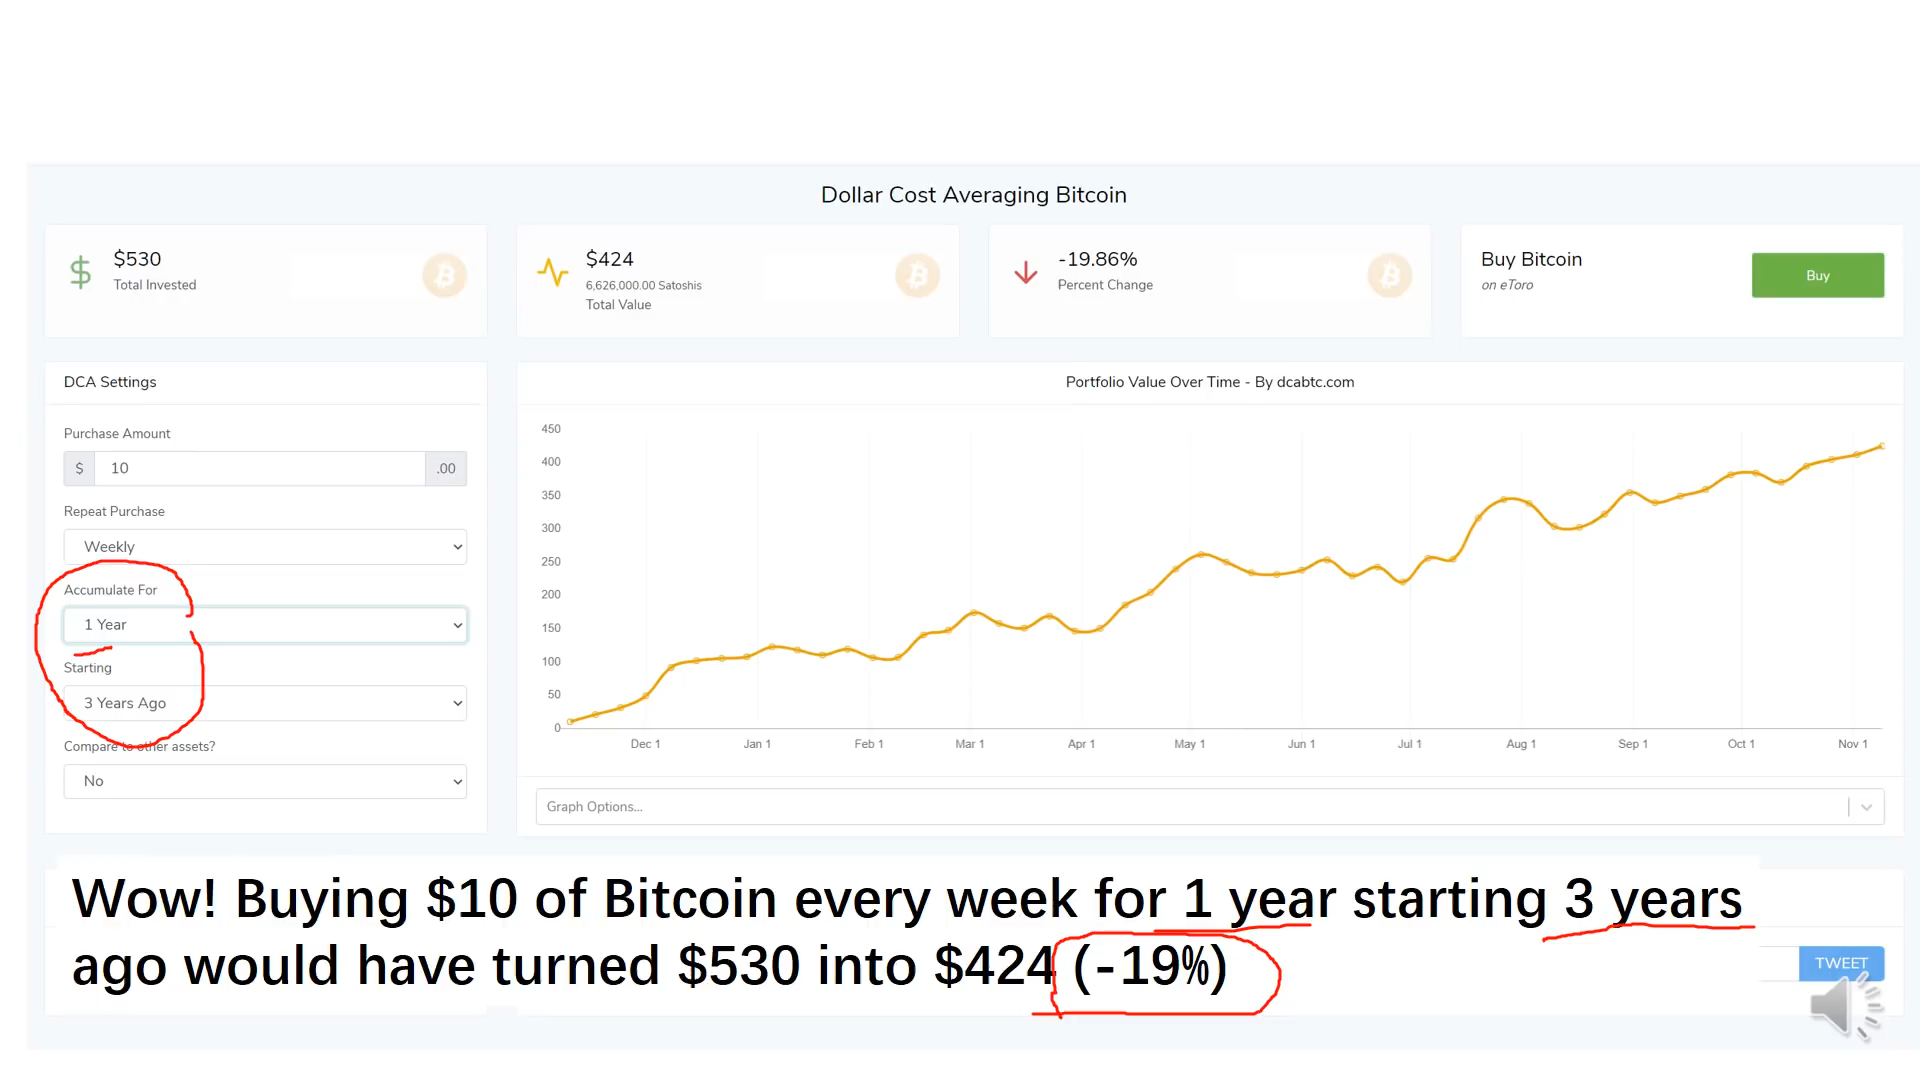 Dollar Cost Averaging Bitcoin
$530
Total Invested
$424
6,626,000.00 Satoshis
Total Value
-19.86%
Percent Change
Buy Bitcoin
on eToro
Buy
DCA Settings
Purchase Amount
$ 10 .00
Repeat Purchase
Weekly
Accumulate For
1 Year
Starting
3 Years Ago
Compare to other assets?
No
Portfolio Value Over Time - By dcabtc.com
450
400
350
300
250
200
150
100
50
0
Dec 1 Jan 1 Feb 1 Mar 1 Apr 1 May 1 Jun 1 Jul 1 Aug 1 Sep 1 Oct 1 Nov 1
Graph Options...
Wow! Buying $10 of Bitcoin every week for 1 year starting 3 years
ago would have turned $530 into $424 (-19%)
TWEET